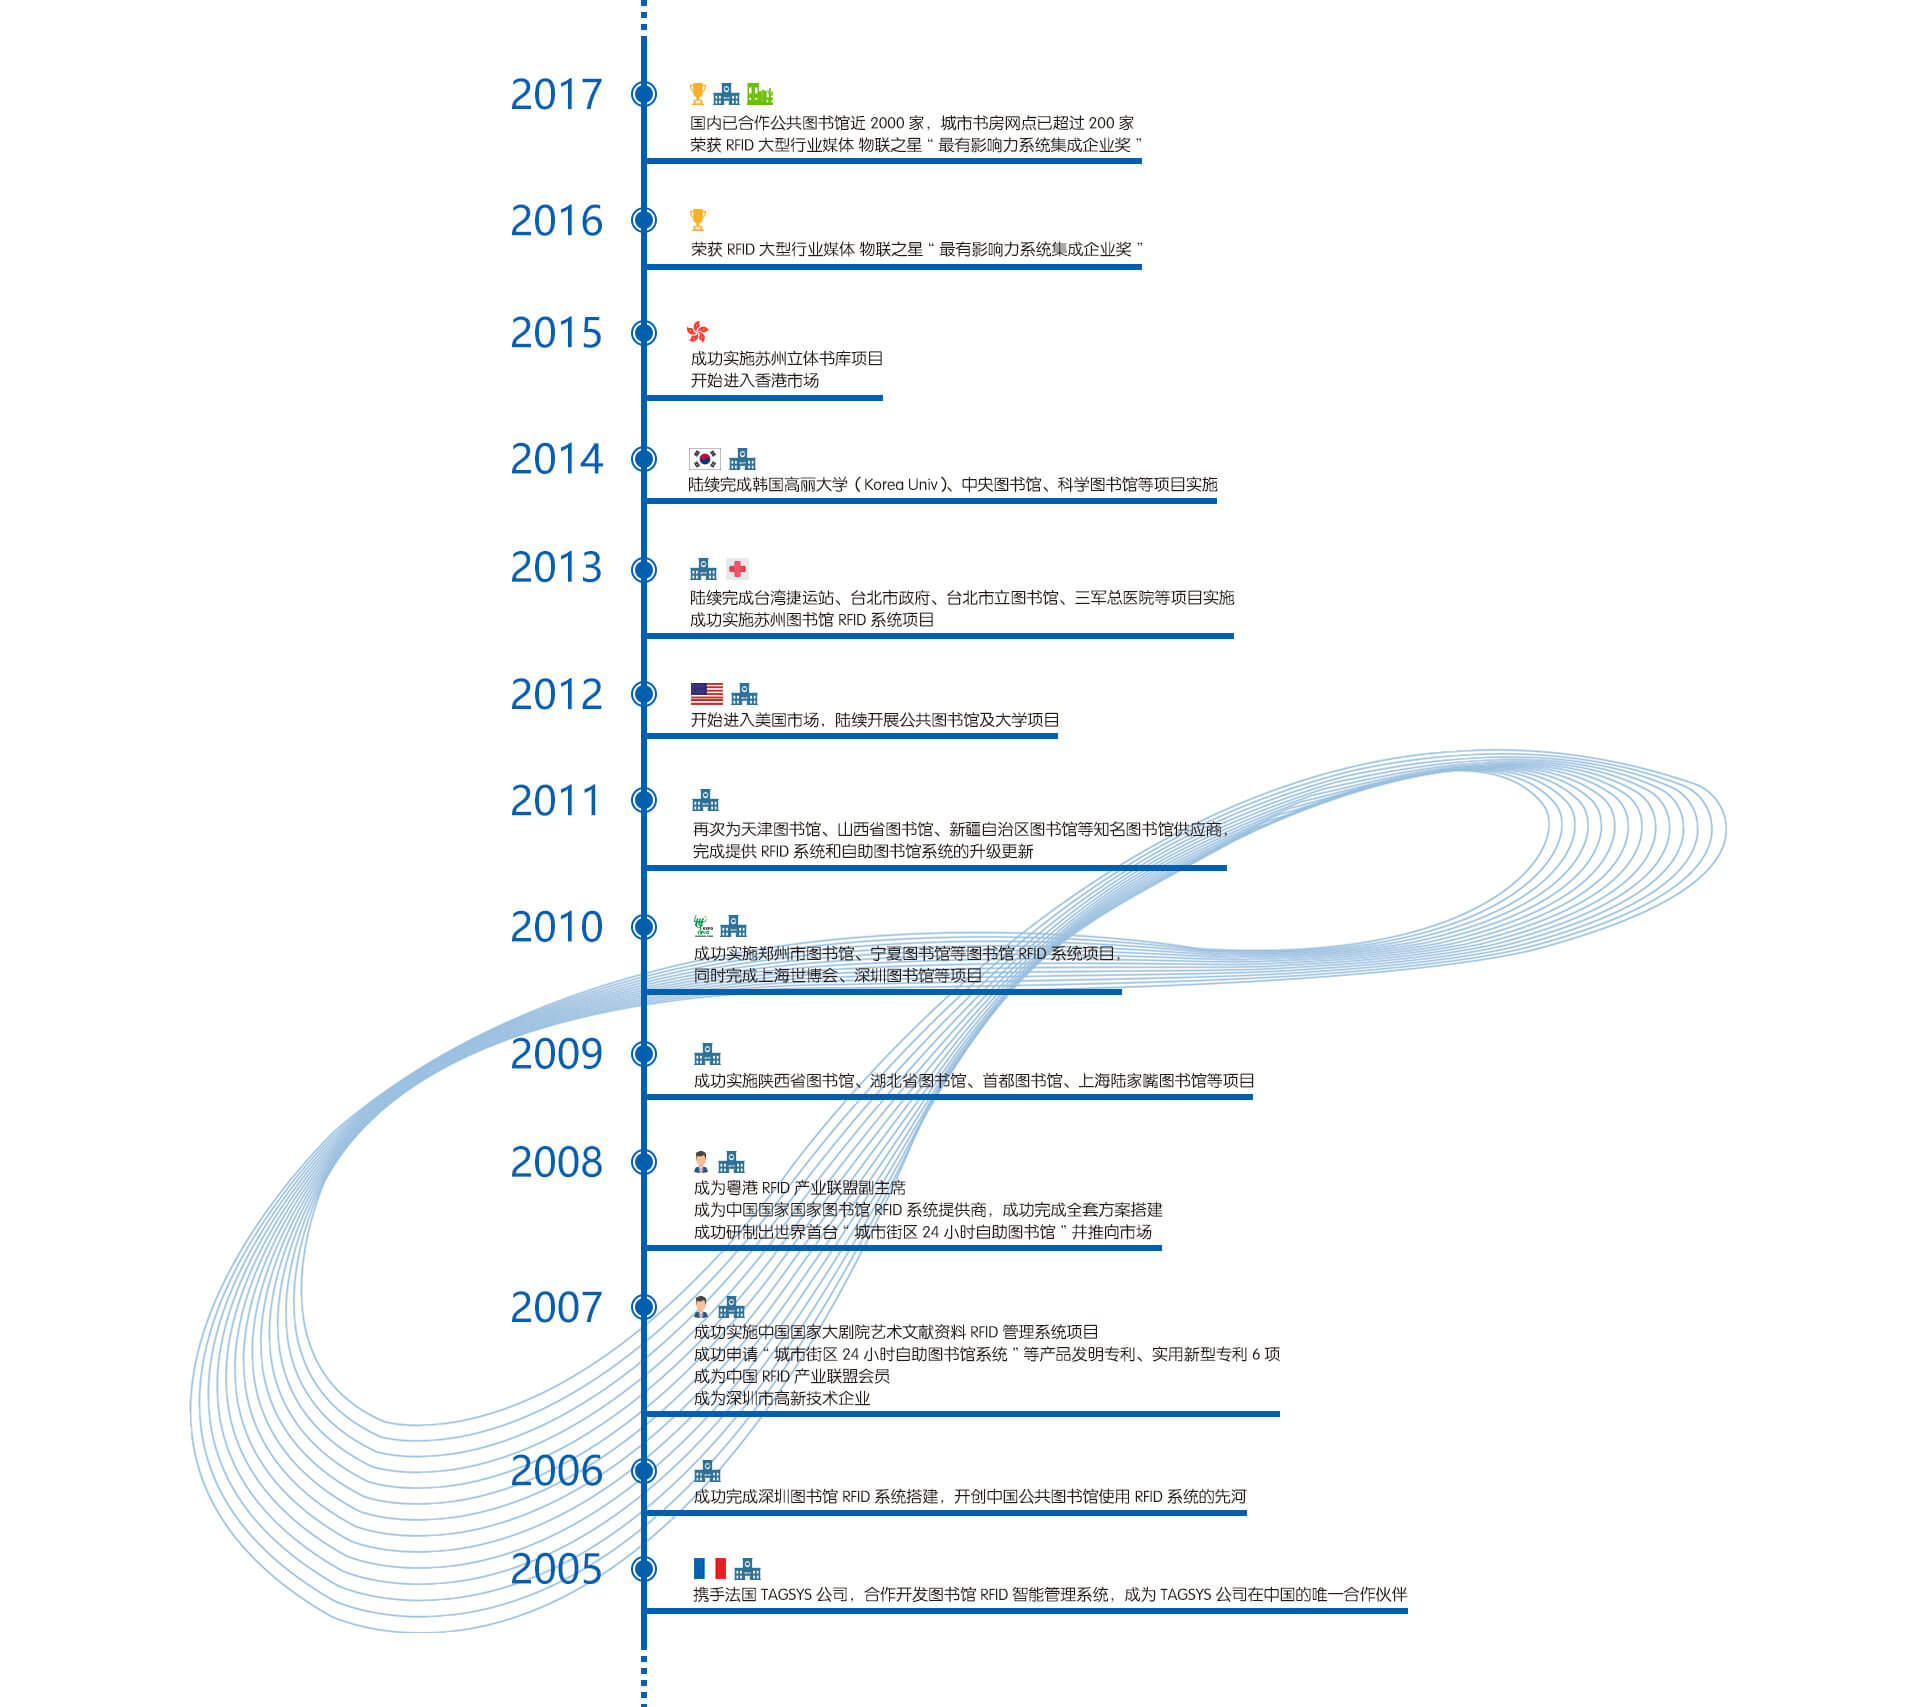 2017
国内已合作公共图书馆近 2000 家，城市书房网点已超过 200 家
荣获 RFID 大型行业媒体 物联之星 “ 最有影响力系统集成企业奖 ”
2016
荣获 RFID 大型行业媒体 物联之星 “ 最有影响力系统集成企业奖 ”
2015
成功实施苏州立体书库项目
开始进入香港市场
2014
陆续完成韩国高丽大学（Korea Univ）、中央图书馆、科学图书馆等项目实施
2013
陆续完成台湾捷运站、台北市政府、台北市立图书馆、三军总医院等项目实施
成功实施苏州图书馆 RFID 系统项目
2012
开始进入美国市场，陆续开展公共图书馆及大学项目
2011
再次为天津图书馆、山西省图书馆、新疆自治区图书馆等知名图书馆供应商，
完成提供 RFID 系统和自助图书馆系统的升级更新
2010
成功实施郑州市图书馆、宁夏图书馆等图书馆 RFID 系统项目，
同时完成上海世博会、深圳图书馆等项目
2009
成功实施陕西省图书馆、湖北省图书馆、首都图书馆、上海陆家嘴图书馆等项目
2008
成为粤港 RFID 产业联盟副主席
成为中国国家国家图书馆 RFID 系统提供商，成功完成全套方案搭建
成功研制出世界首台 “ 城市街区 24 小时自助图书馆 ” 并推向市场
2007
成功实施中国国家大剧院艺术文献资料 RFID 管理系统项目
成功申请 “ 城市街区 24 小时自助图书馆系统 ” 等产品发明专利、实用新型专利 6 项
成为中国 RFID 产业联盟会员
成为深圳市高新技术企业
2006
成功完成深圳图书馆 RFID 系统搭建，开创中国公共图书馆使用 RFID 系统的先河
2005
携手法国 TAGSYS 公司，合作开发图书馆 RFID 智能管理系统，成为 TAGSYS 公司在中国的唯一合作伙伴